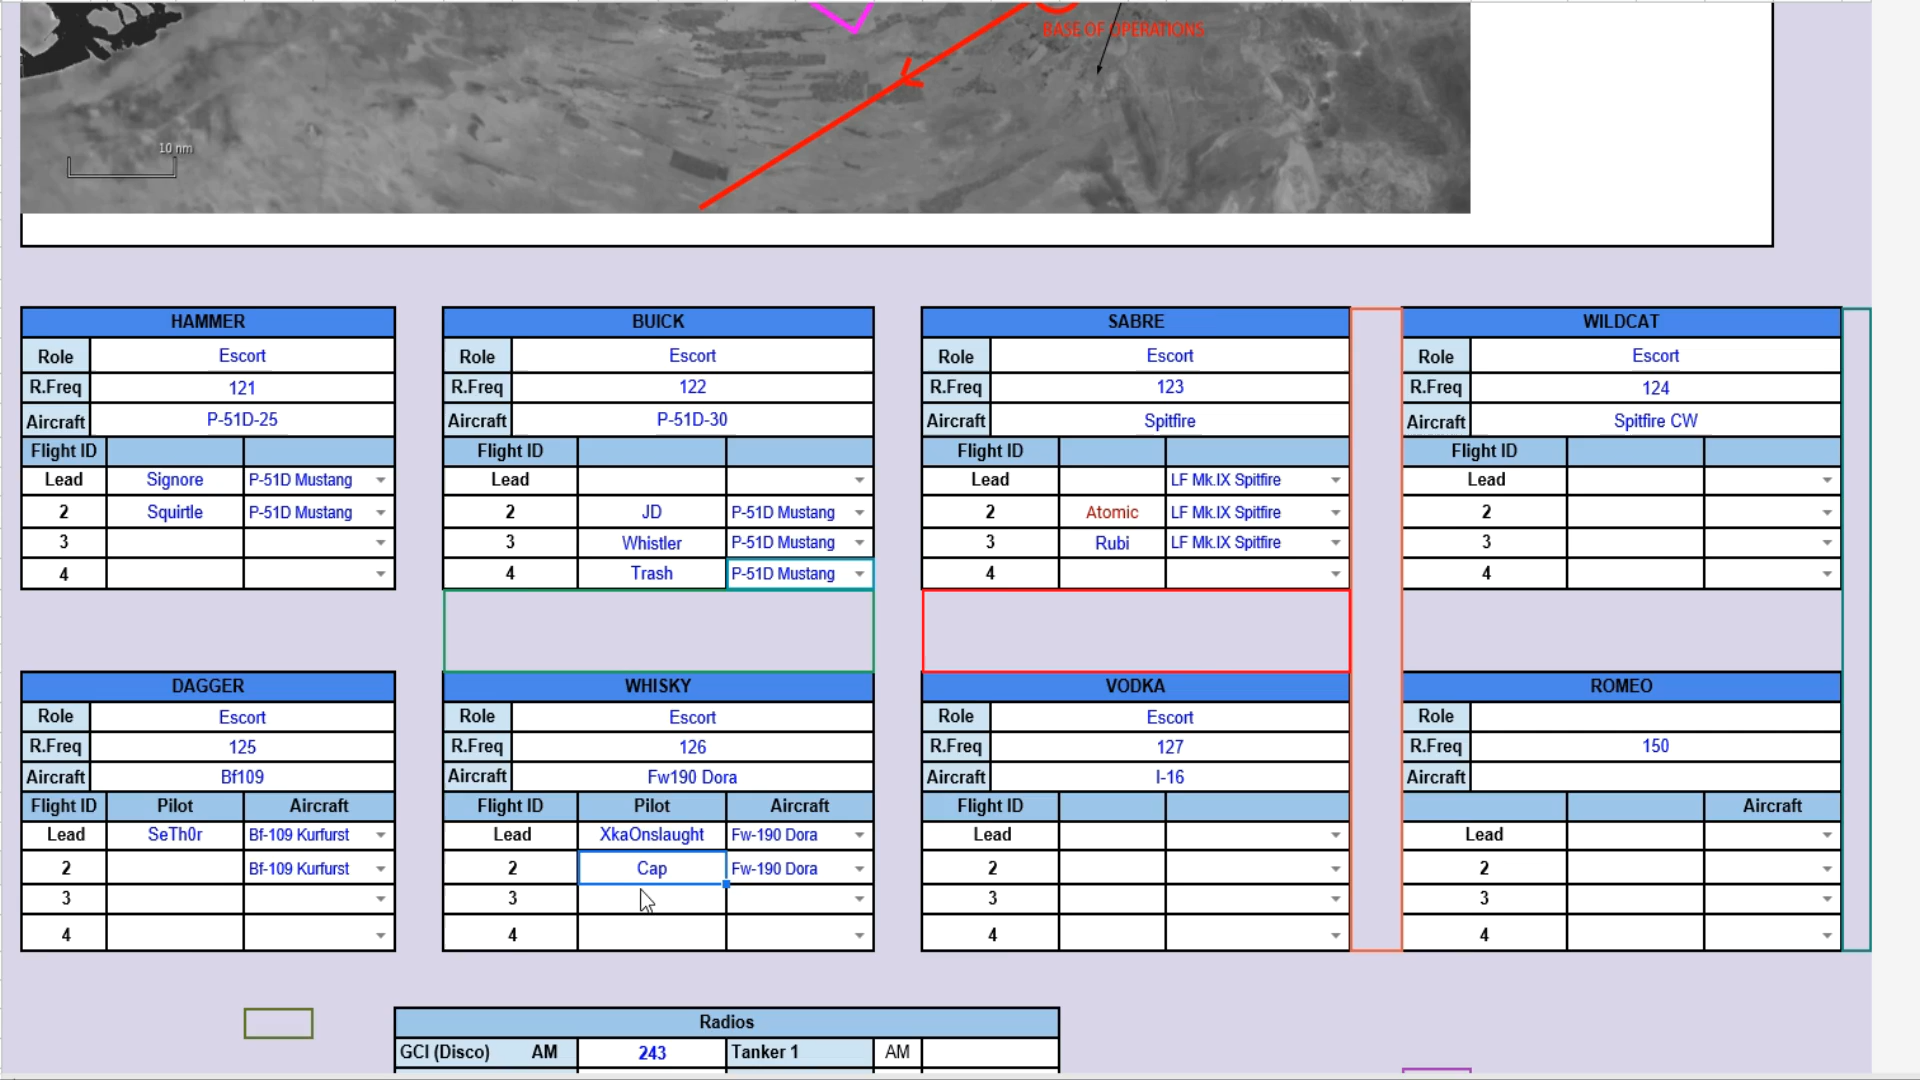 BASE OF OPERATIONS
10 nm
HAMMER
Role Escort
R.Freq 121
Aircraft P-51D-25
Flight ID
Lead Signore P-51D Mustang
2 Squirtle P-51D Mustang
3
4
BUICK
Role Escort
R.Freq 122
Aircraft P-51D-30
Flight ID
Lead
2 JD P-51D Mustang
3 Whistler P-51D Mustang
4 Trash P-51D Mustang
SABRE
Role Escort
R.Freq 123
Aircraft Spitfire
Flight ID
Lead LF Mk.IX Spitfire
2 Atomic LF Mk.IX Spitfire
3 Rubi LF Mk.IX Spitfire
4
WILDCAT
Role Escort
R.Freq 124
Aircraft Spitfire CW
Flight ID
Lead
2
3
4
DAGGER
Role Escort
R.Freq 125
Aircraft Bf109
Flight ID Pilot Aircraft
Lead SeTh0r Bf-109 Kurfurst
2 Bf-109 Kurfurst
3
4
WHISKY
Role Escort
R.Freq 126
Aircraft Fw190 Dora
Flight ID Pilot Aircraft
Lead XkaOnslaught Fw-190 Dora
2 Cap Fw-190 Dora
3
4
VODKA
Role Escort
R.Freq 127
Aircraft I-16
Flight ID
Lead
2
3
4
ROMEO
Role
R.Freq 150
Aircraft
Aircraft
Lead
2
3
4
Radios
GCI (Disco) AM 243 Tanker 1 AM